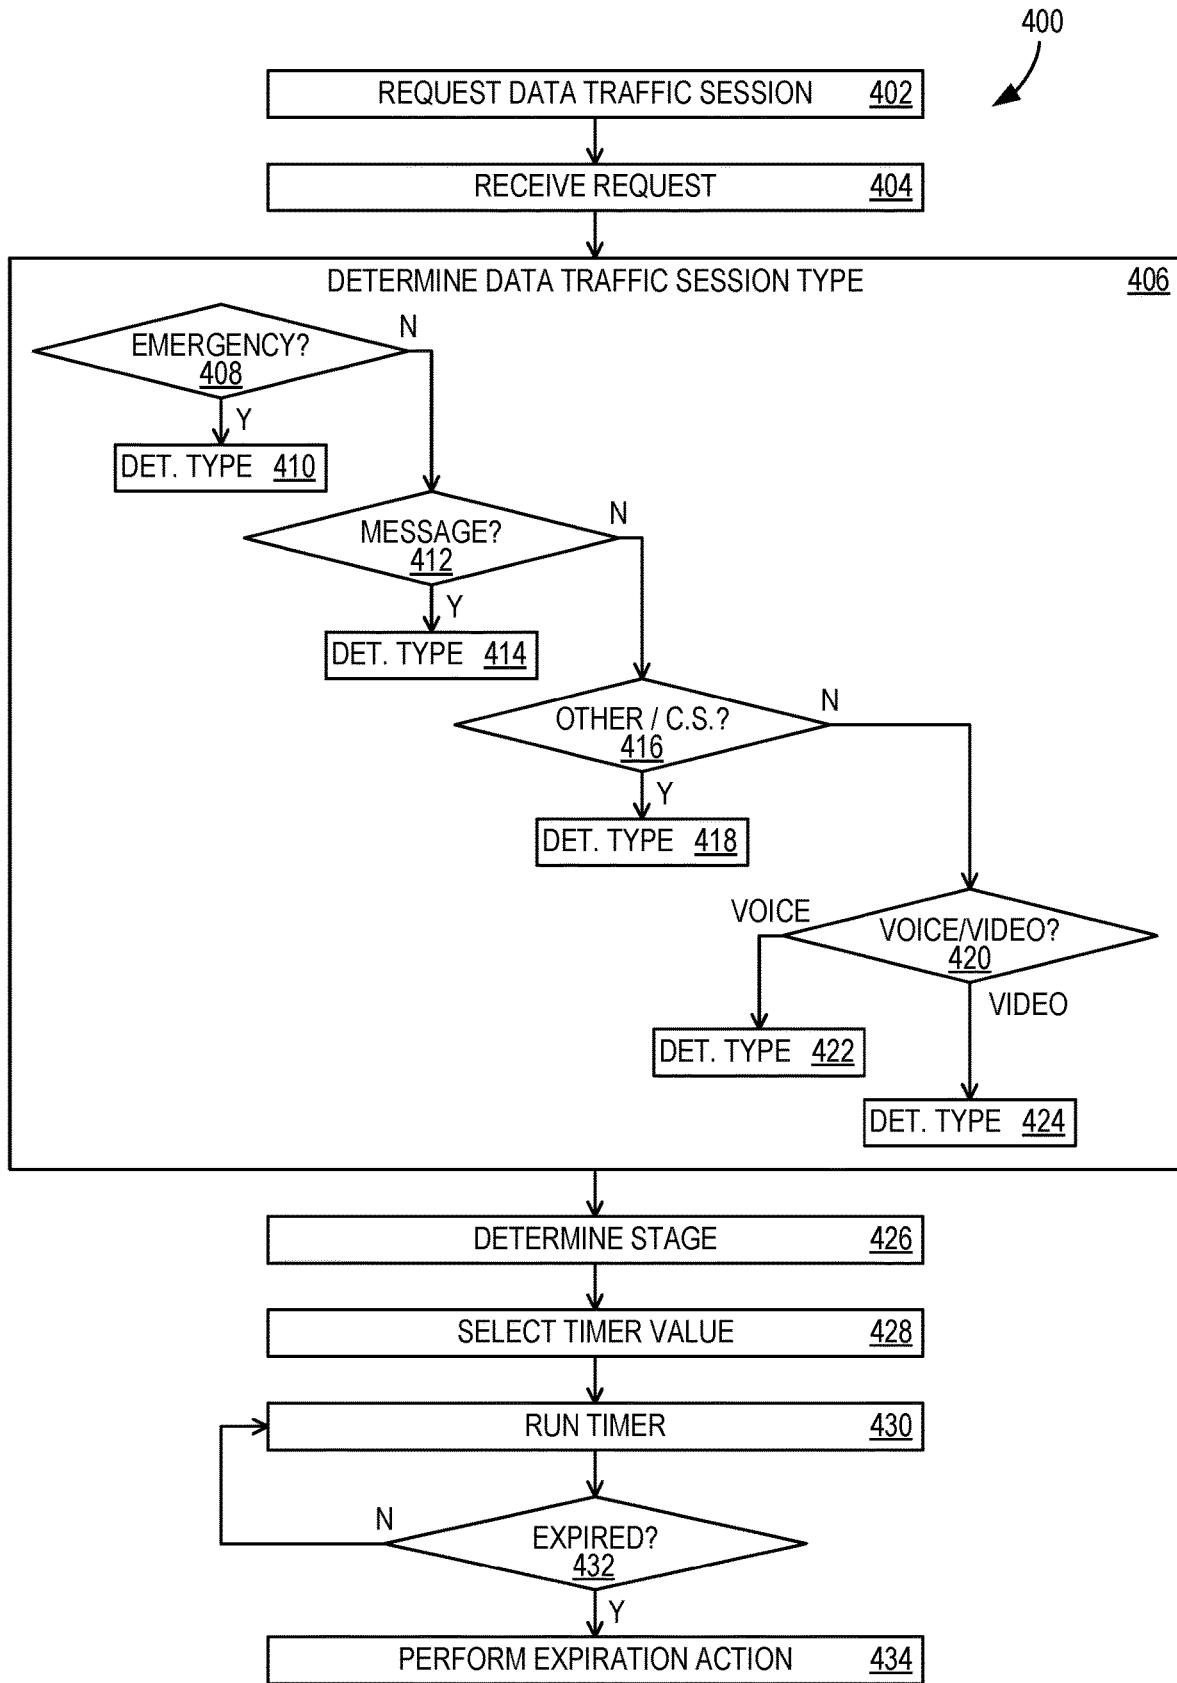 400
REQUEST DATA TRAFFIC SESSION 402
RECEIVE REQUEST 404
DETERMINE DATA TRAFFIC SESSION TYPE 406
EMERGENCY?
408
N
Y
DET. TYPE 410
MESSAGE?
412
N
Y
DET. TYPE 414
OTHER / C.S.?
416
N
Y
DET. TYPE 418
VOICE/VIDEO?
420
VOICE
VIDEO
DET. TYPE 422
DET. TYPE 424
DETERMINE STAGE 426
SELECT TIMER VALUE 428
RUN TIMER 430
EXPIRED?
432
N
Y
PERFORM EXPIRATION ACTION 434